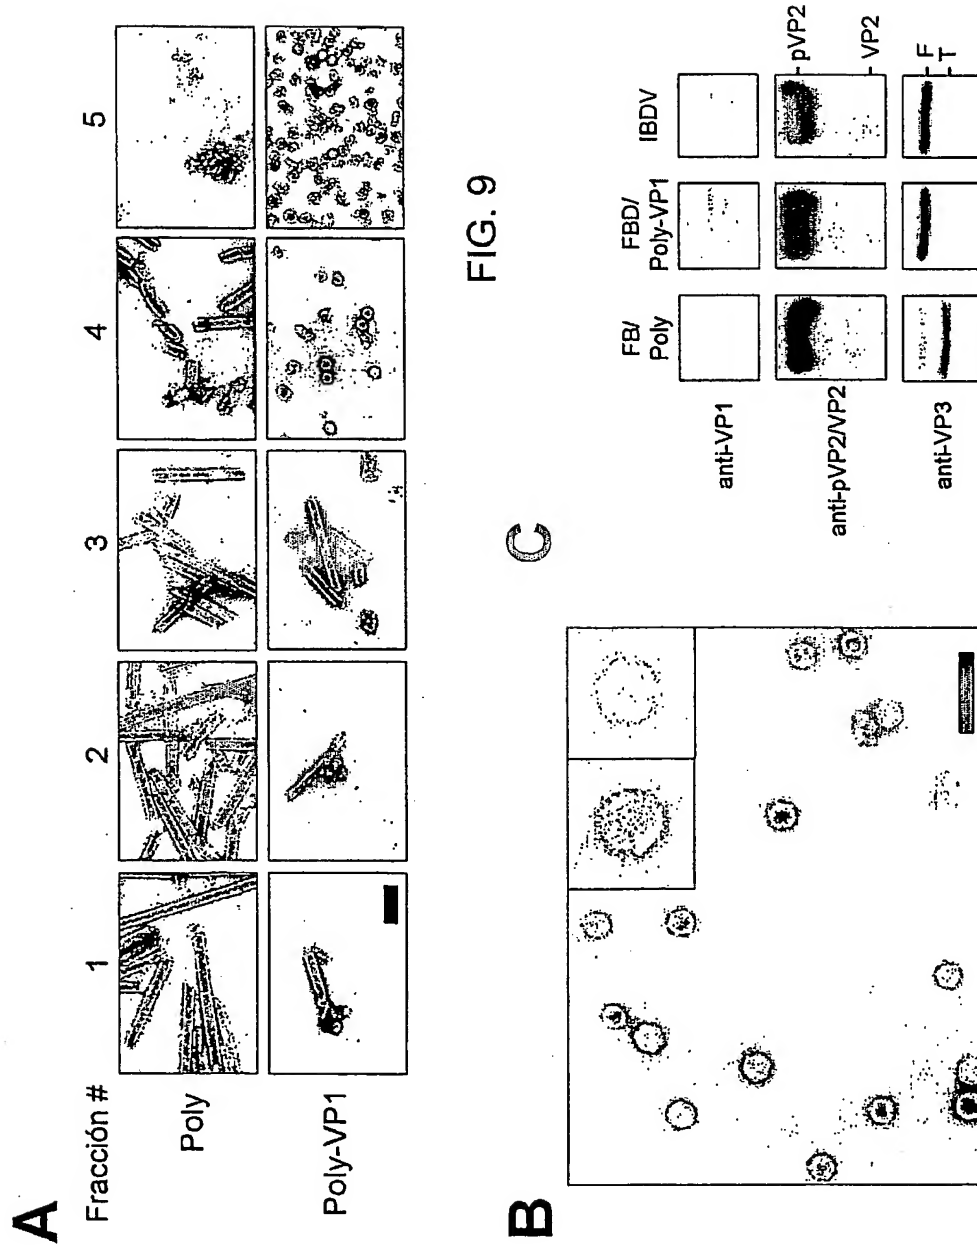 A
Fracción # 1 2 3 4 5
Poly
Poly-VP1
FIG. 9
B
C
FB/ Poly
FBD/ Poly-VP1
IBDV
anti-VP1
anti-pVP2/VP2
pVP2
VP2
anti-VP3
F
T